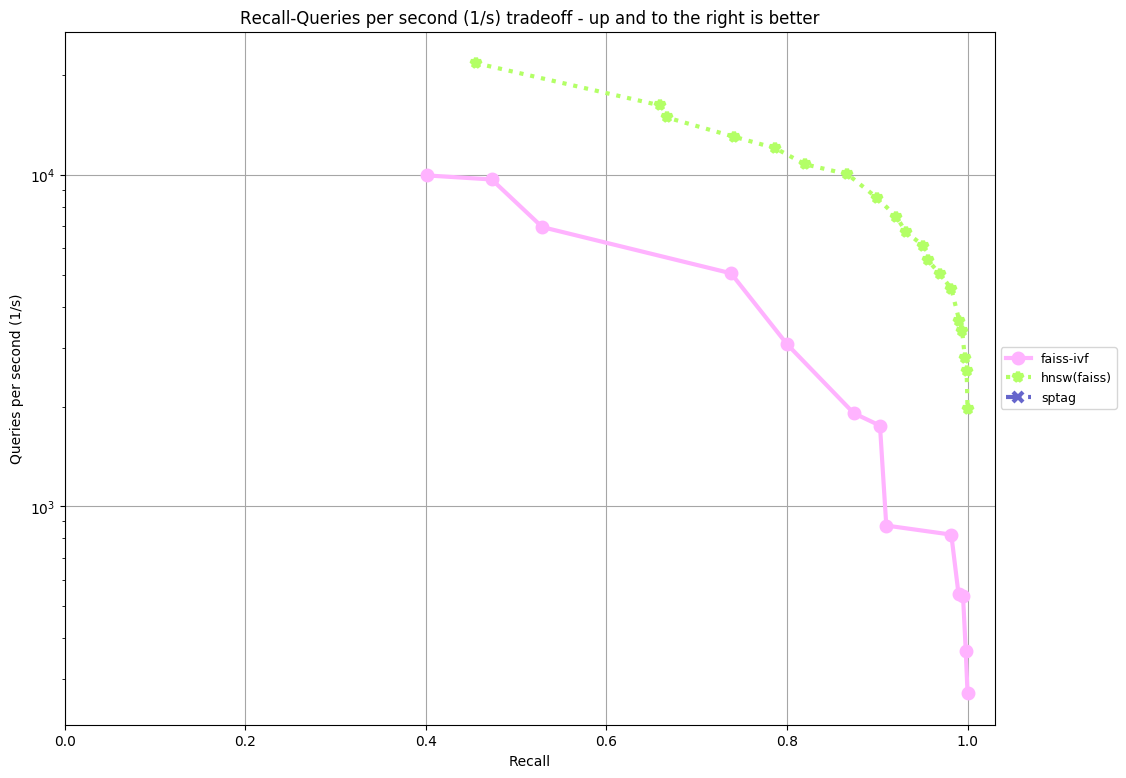 Recall-Queries per second (1/s) tradeoff - up and to the right is better
Queries per second (1/s)
10⁴
10³
0.0 0.2 0.4 0.6 0.8 1.0
Recall
faiss-ivf
hnsw(faiss)
sptag